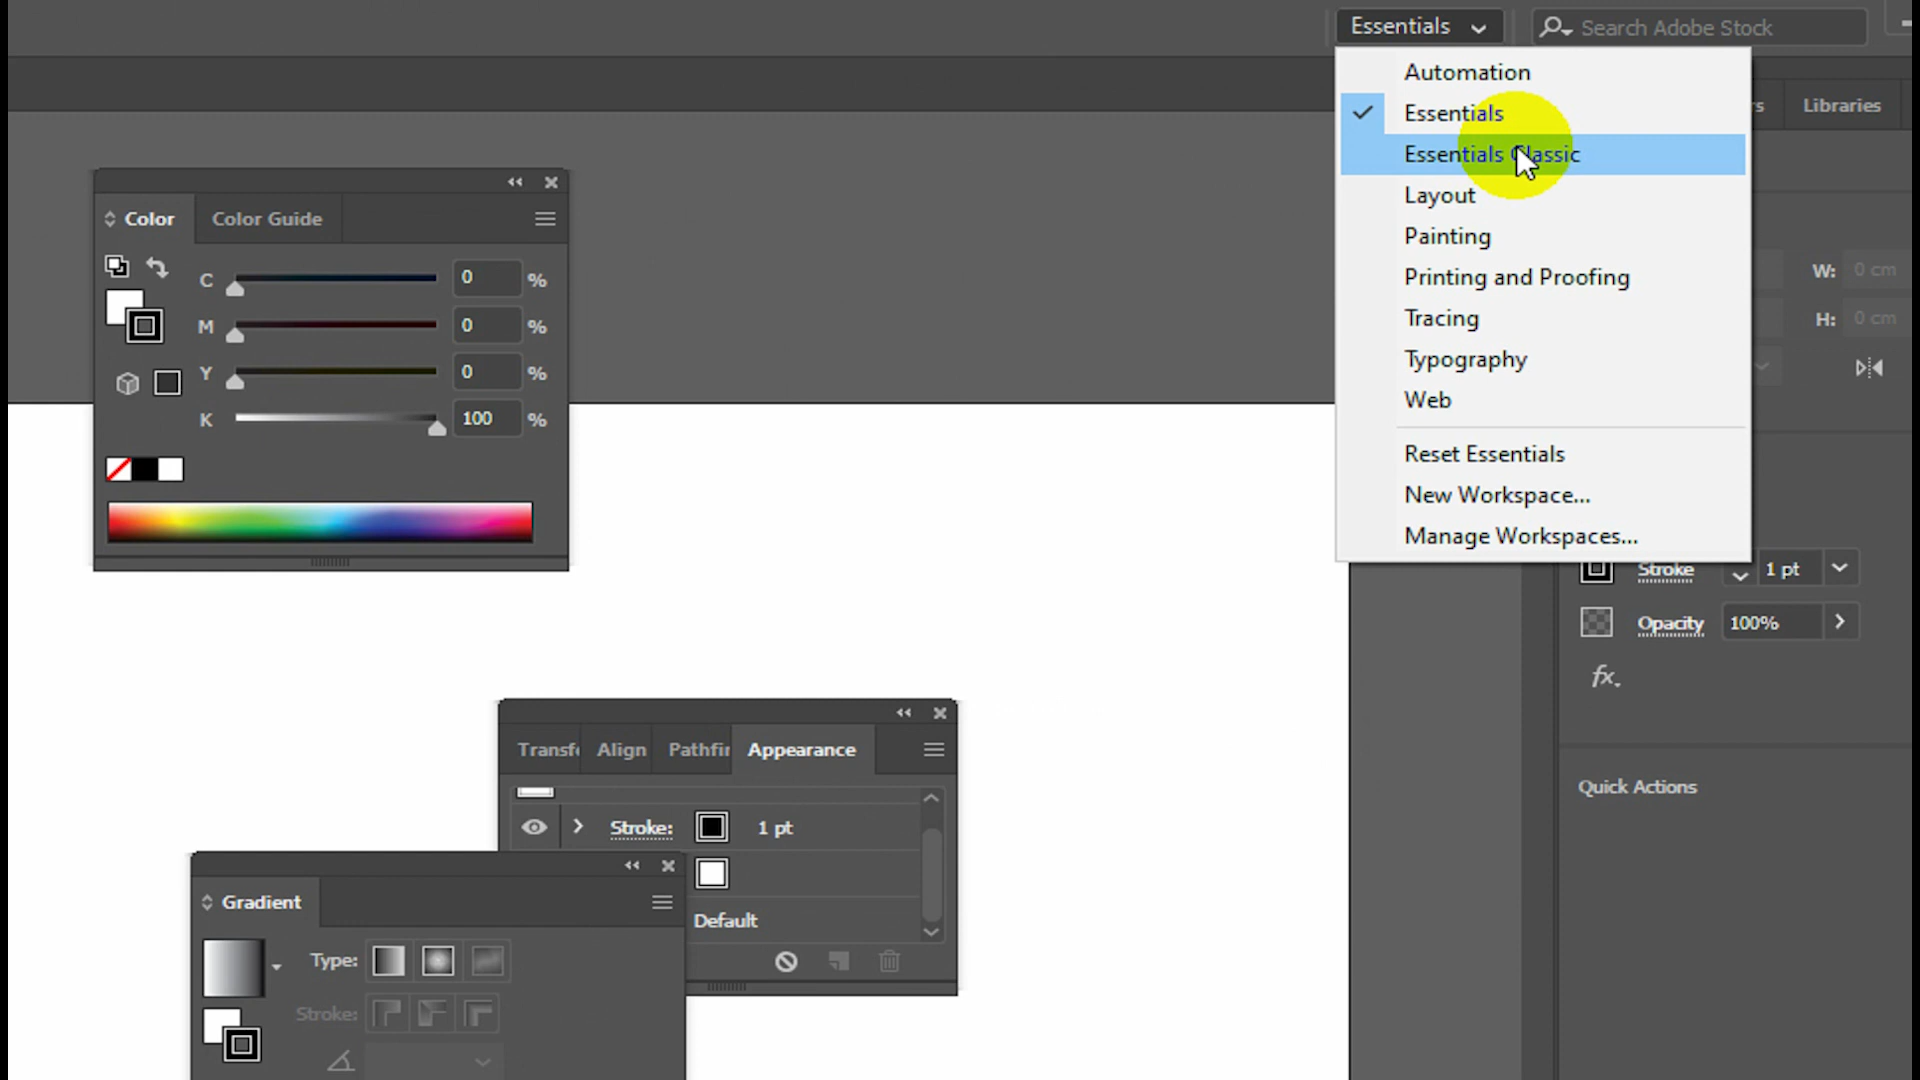 Essentials
Search Adobe Stock
Automation
Essentials
Essentials Classic
Layout
Painting
Printing and Proofing
Tracing
Typography
Web
Reset Essentials
New Workspace...
Manage Workspaces...
Libraries
W: 0 cm
H: 0 cm
Color
Color Guide
C 0 %
M 0 %
Y 0 %
K 100 %
Stroke 1 pt
Opacity 100%
fx.
Quick Actions
Transfe Align Pathfin Appearance
Stroke: 1 pt
Default
Gradient
Type:
Stroke: